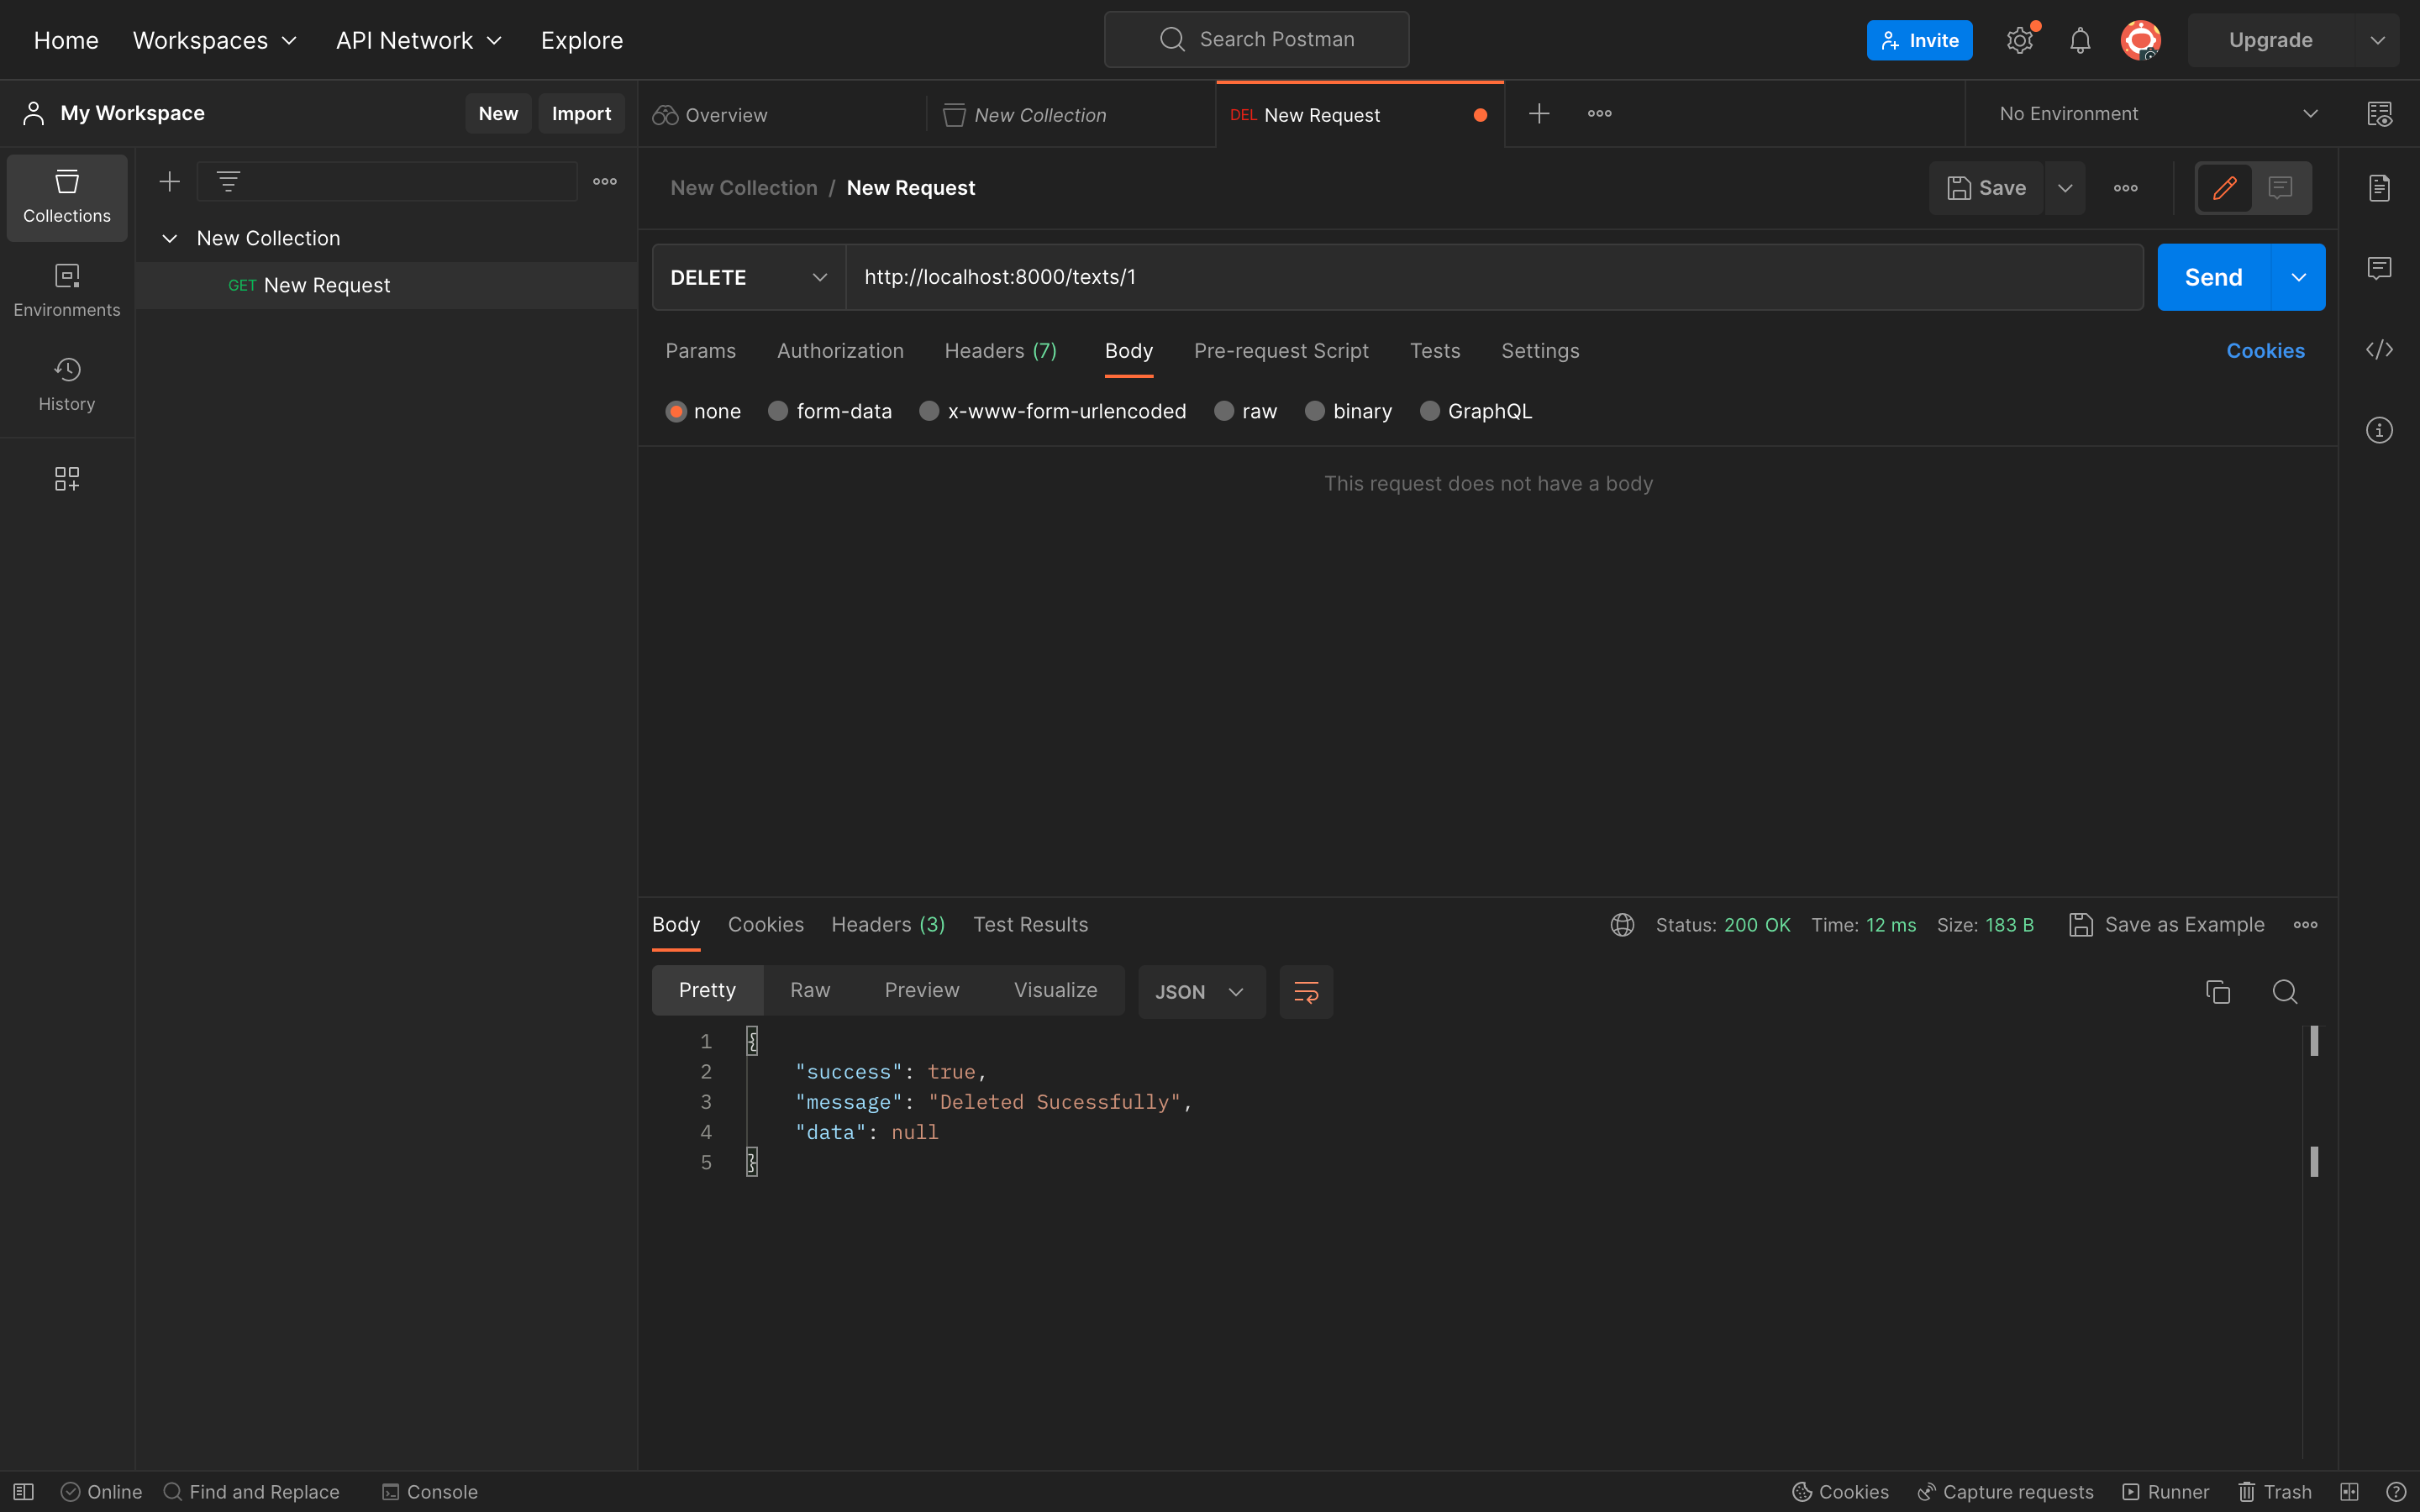 Home Workspaces API Network Explore Search Postman Invite Upgrade
My Workspace New Import Overview New Collection DEL New Request No Environment
Collections
Environments
History
New Collection
GET New Request
New Collection / New Request Save
DELETE http://localhost:8000/texts/1 Send
Params Authorization Headers (7) Body Pre-request Script Tests Settings Cookies
none form-data x-www-form-urlencoded raw binary GraphQL
This request does not have a body
Body Cookies Headers (3) Test Results Status: 200 OK Time: 12 ms Size: 183 B Save as Example
Pretty Raw Preview Visualize JSON
1 {
2 "success": true,
3 "message": "Deleted Sucessfully",
4 "data": null
5 }
Online Find and Replace Console Cookies Capture requests Runner Trash